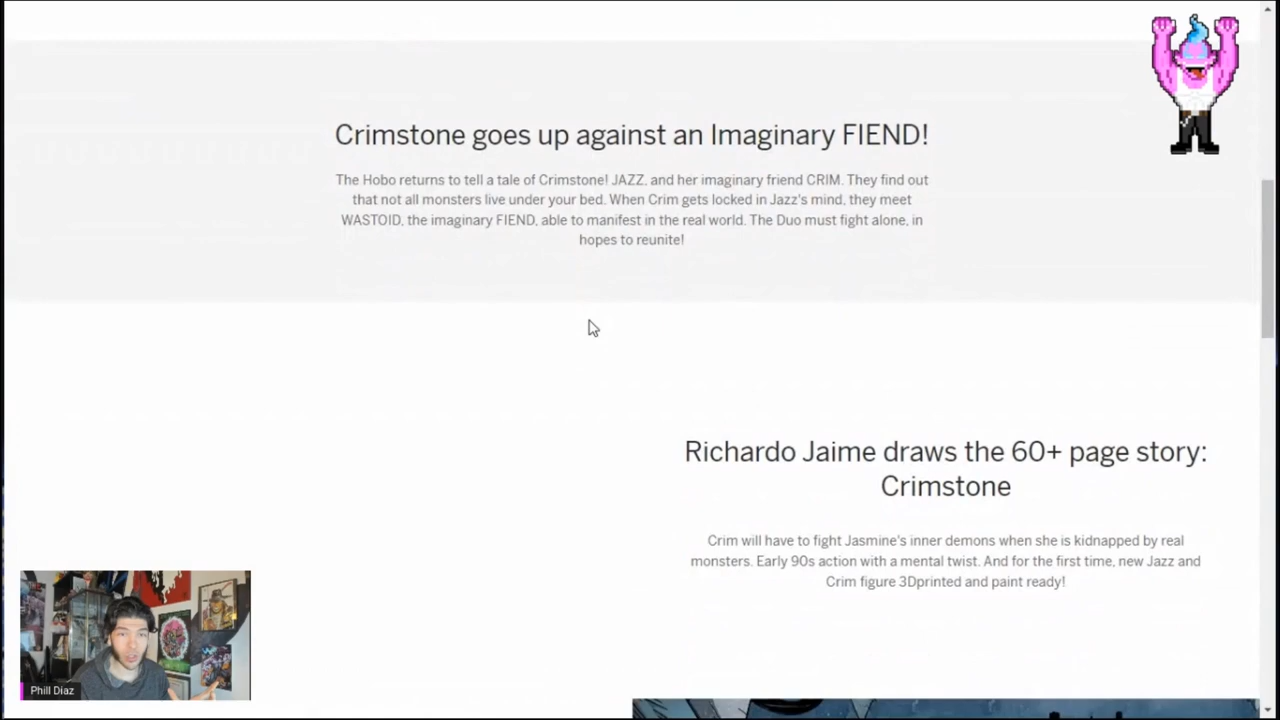 Crimstone goes up against an Imaginary FIEND!
The Hobo returns to tell a tale of Crimstone! JAZZ, and her imaginary friend CRIM. They find out
that not all monsters live under your bed. When Crim gets locked in Jazz's mind, they meet
WASTOID, the imaginary FIEND, able to manifest in the real world. The Duo must fight alone, in
hopes to reunite!
Richardo Jaime draws the 60+ page story:
Crimstone
Crim will have to fight Jasmine's inner demons when she is kidnapped by real
monsters. Early 90s action with a mental twist. And for the first time, new Jazz and
Crim figure 3Dprinted and paint ready!
Phill Diaz